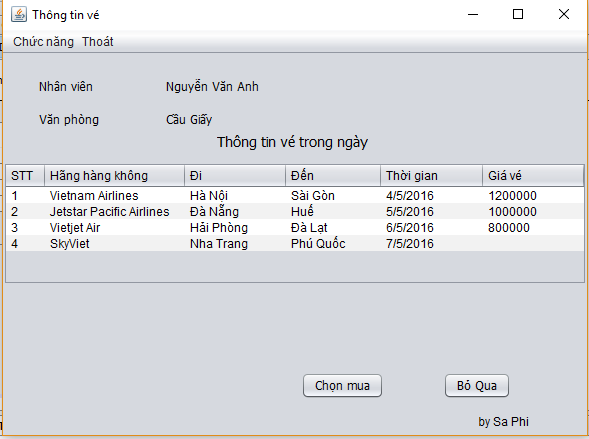 Thông tin vé
Chức năng Thoát
Nhân viên Nguyễn Văn Anh
Văn phòng Cầu Giấy
Thông tin vé trong ngày
STT Hãng hàng không Đi Đến Thời gian Giá vé
1 Vietnam Airlines Hà Nội Sài Gòn 4/5/2016 1200000
2 Jetstar Pacific Airlines Đà Nẵng Huế 5/5/2016 1000000
3 Vietjet Air Hải Phòng Đà Lạt 6/5/2016 800000
4 SkyViet Nha Trang Phú Quốc 7/5/2016
Chọn mua Bỏ Qua
by Sa Phi